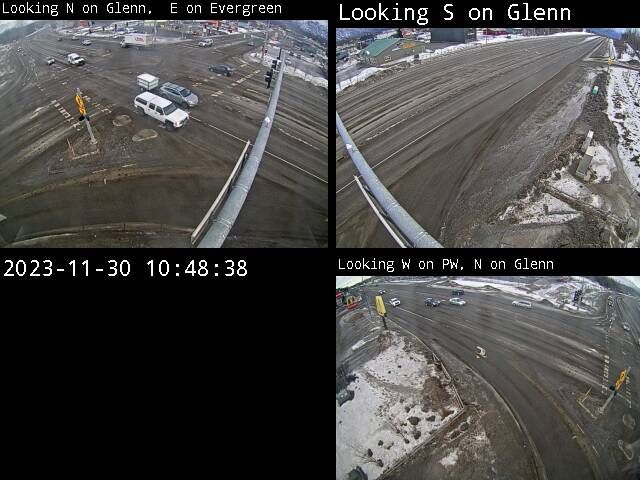 Looking N on Glenn,  E on Evergreen
Looking S on Glenn
2023-11-30 10:48:38
Looking W on PW, N on Glenn